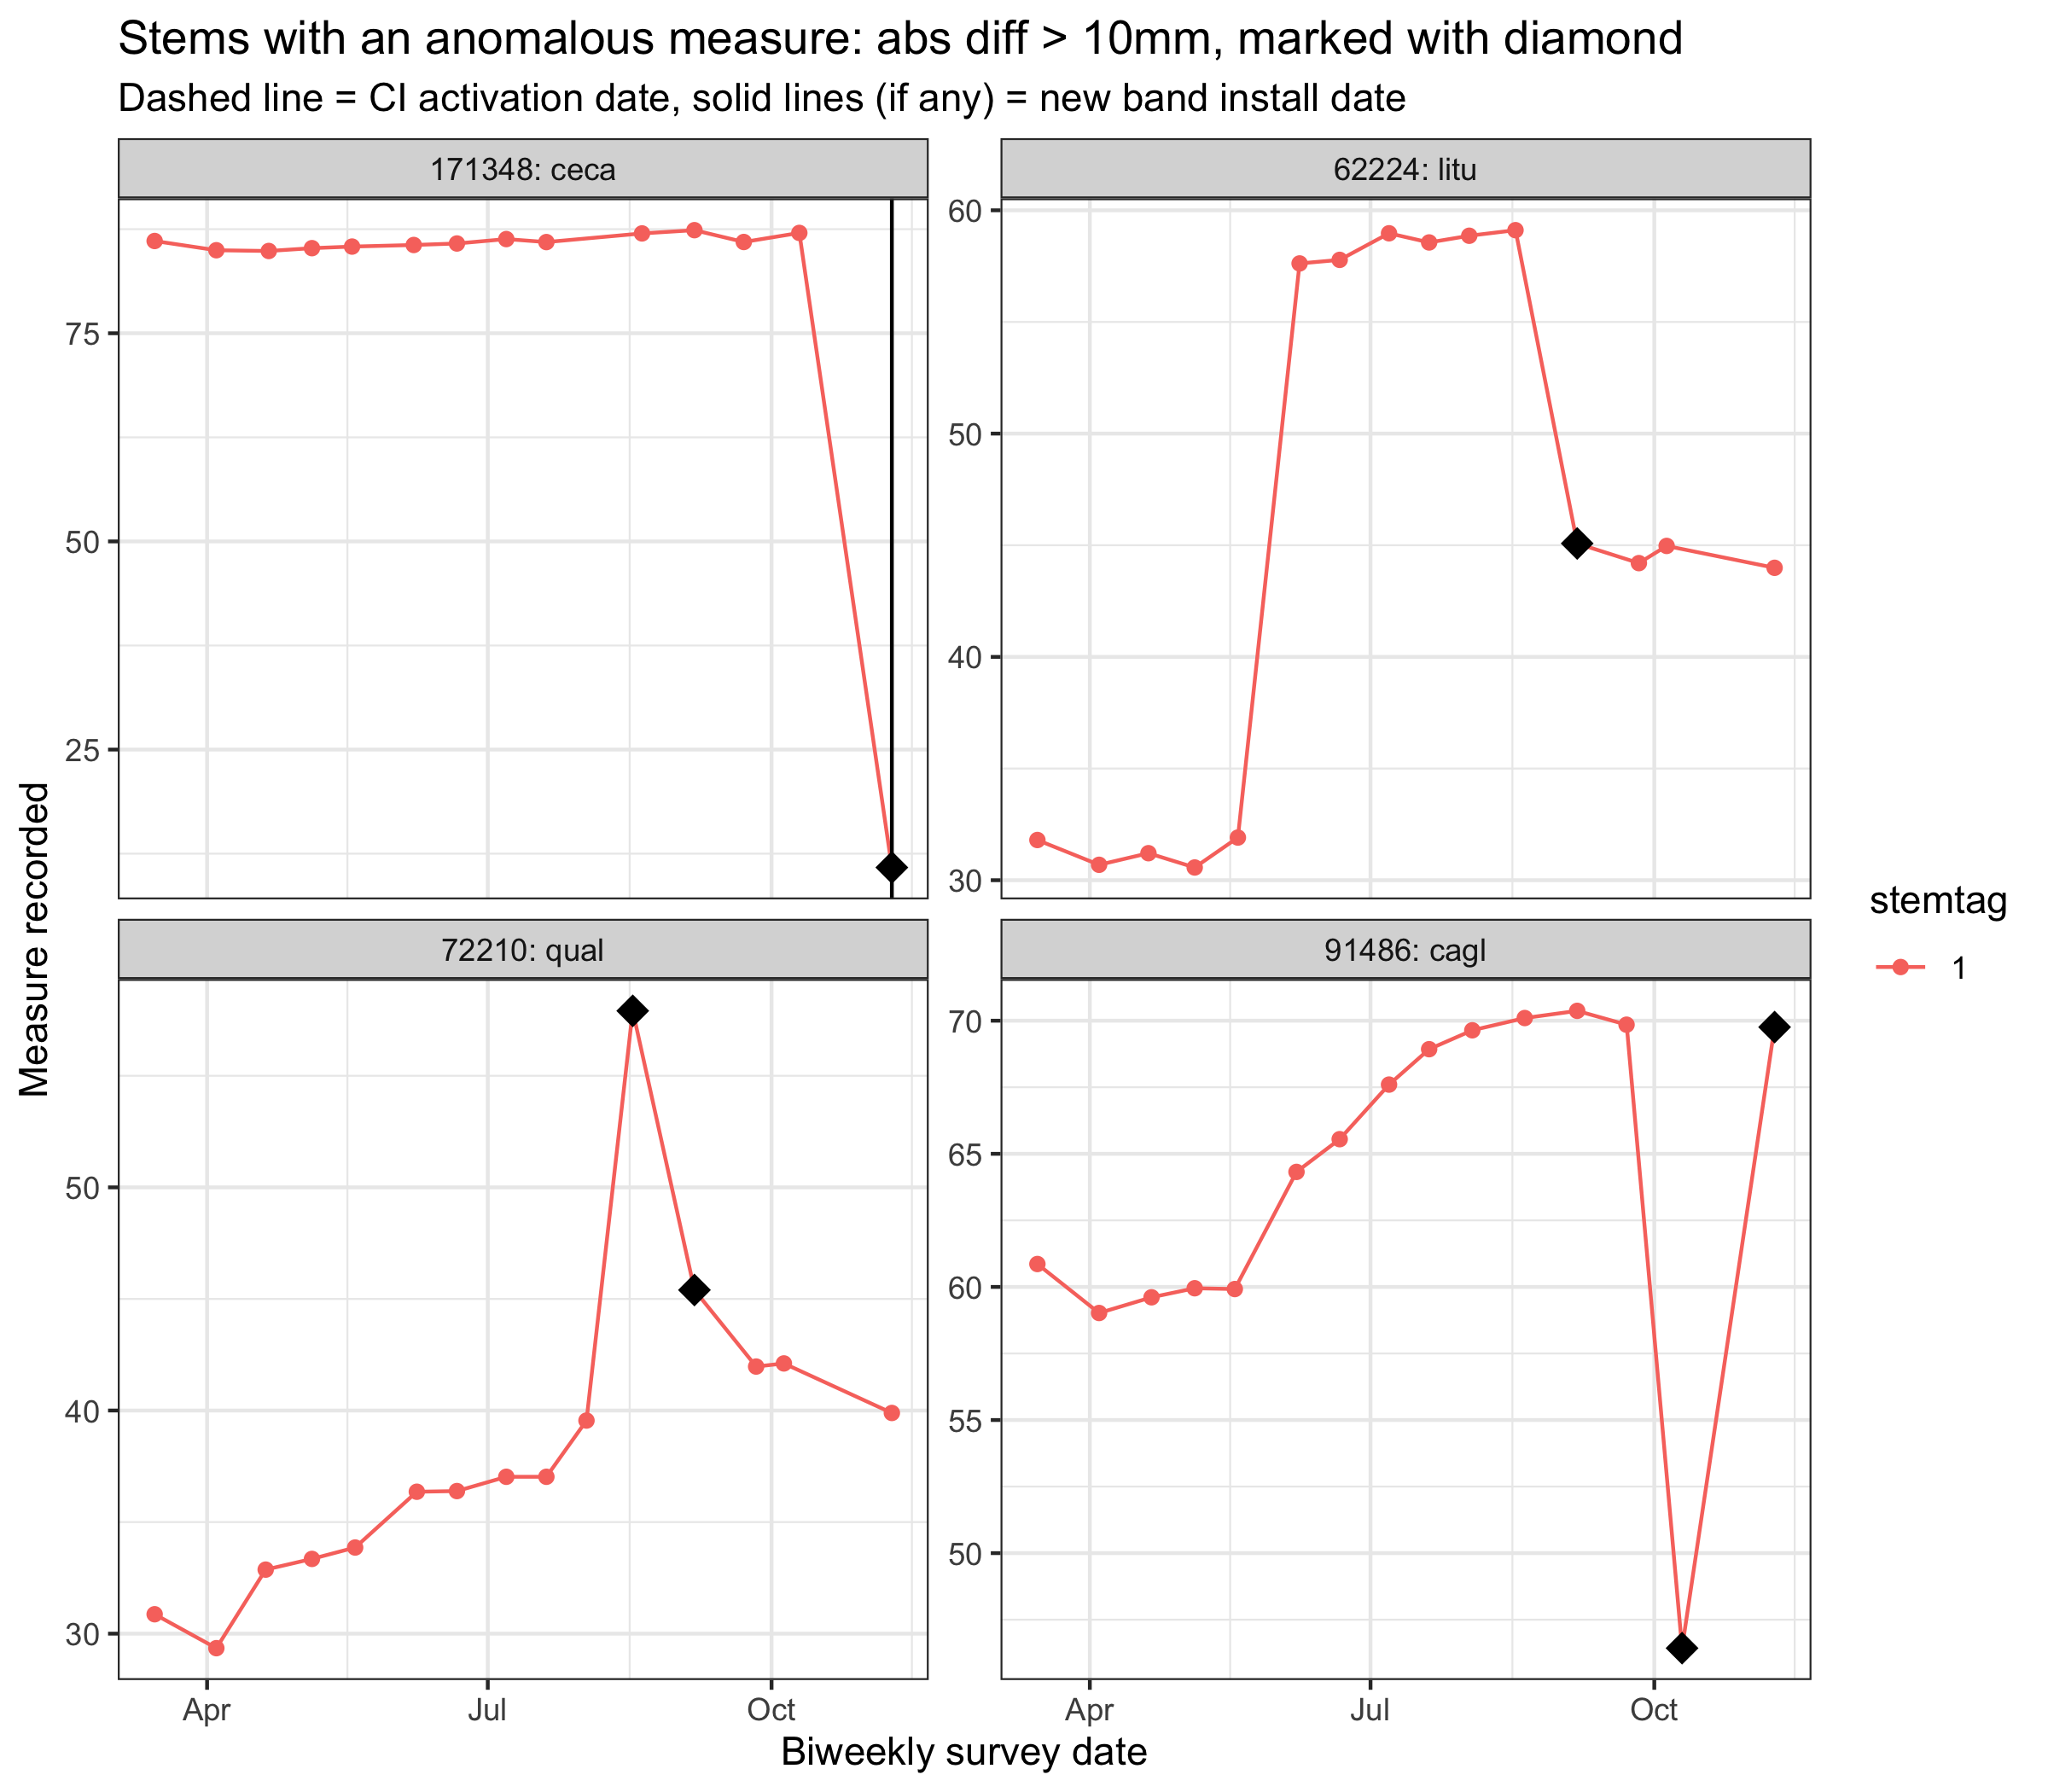 Stems with an anomalous measure: abs diff > 10mm, marked with diamond
Dashed line = CI activation date, solid lines (if any) = new band install date
171348: ceca
62224: litu
75
50
25
60
50
40
30
72210: qual
91486: cagl
50
40
30
70
65
60
55
50
Apr
Jul
Oct
Apr
Jul
Oct
Measure recorded
Biweekly survey date
stemtag
1